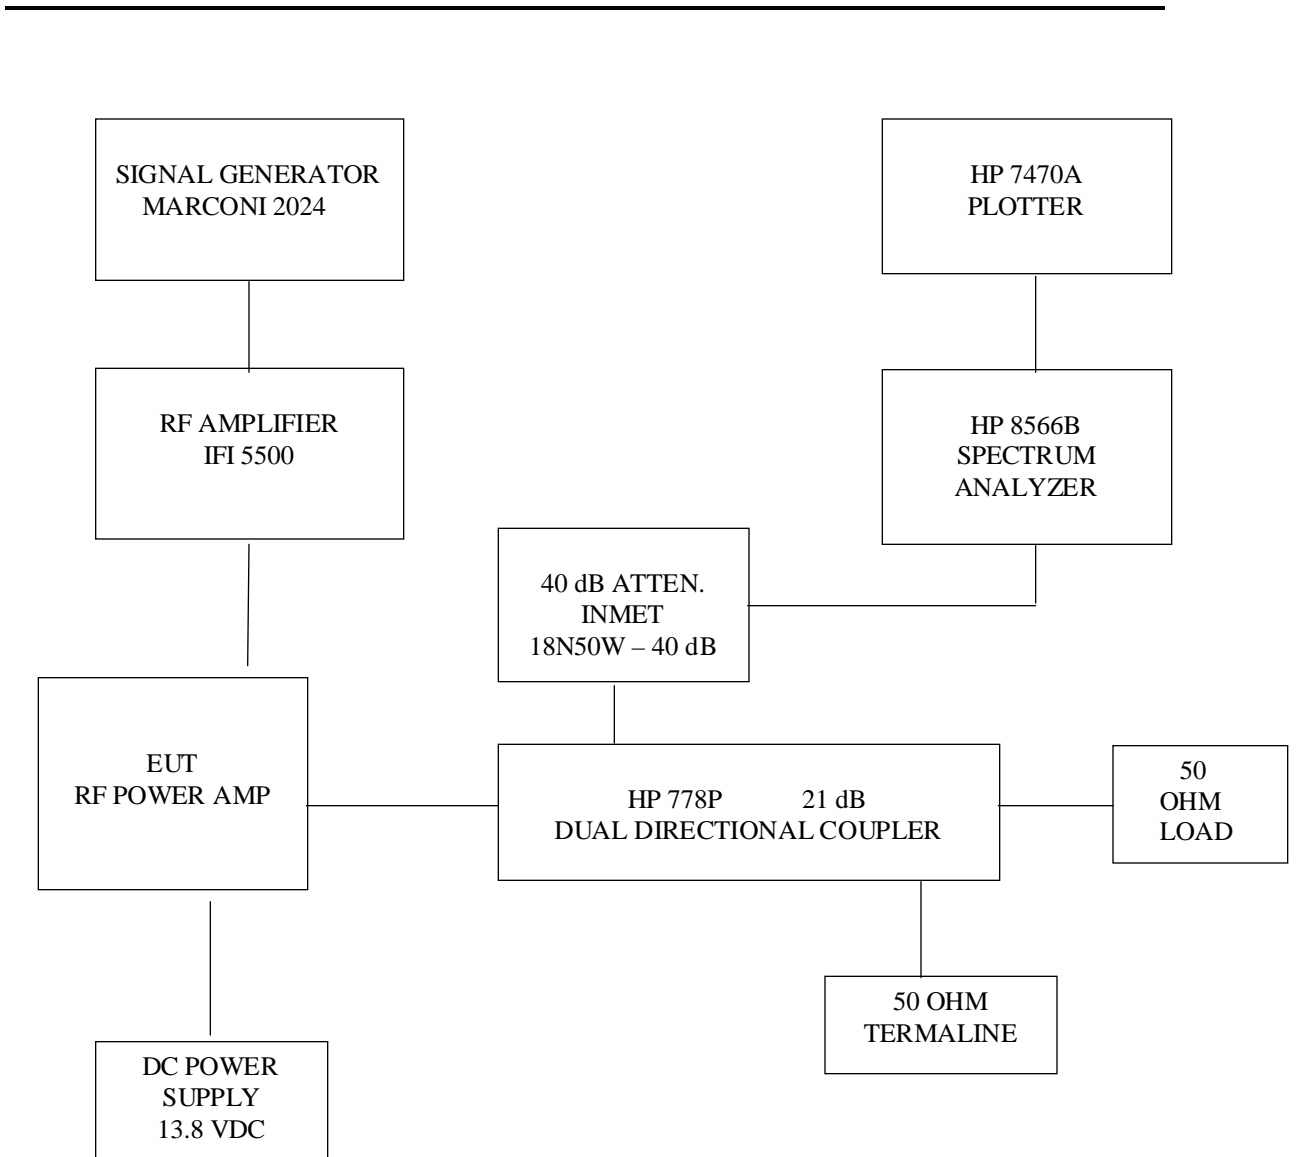 SIGNAL GENERATOR
MARCONI 2024
HP 7470A
PLOTTER
RF AMPLIFIER
IFI 5500
HP 8566B
SPECTRUM
ANALYZER
40 dB ATTEN.
INMET
18N50W – 40 dB
EUT
RF POWER AMP
HP 778P 21 dB
DUAL DIRECTIONAL COUPLER
50
OHM
LOAD
50 OHM
TERMALINE
DC POWER
SUPPLY
13.8 VDC